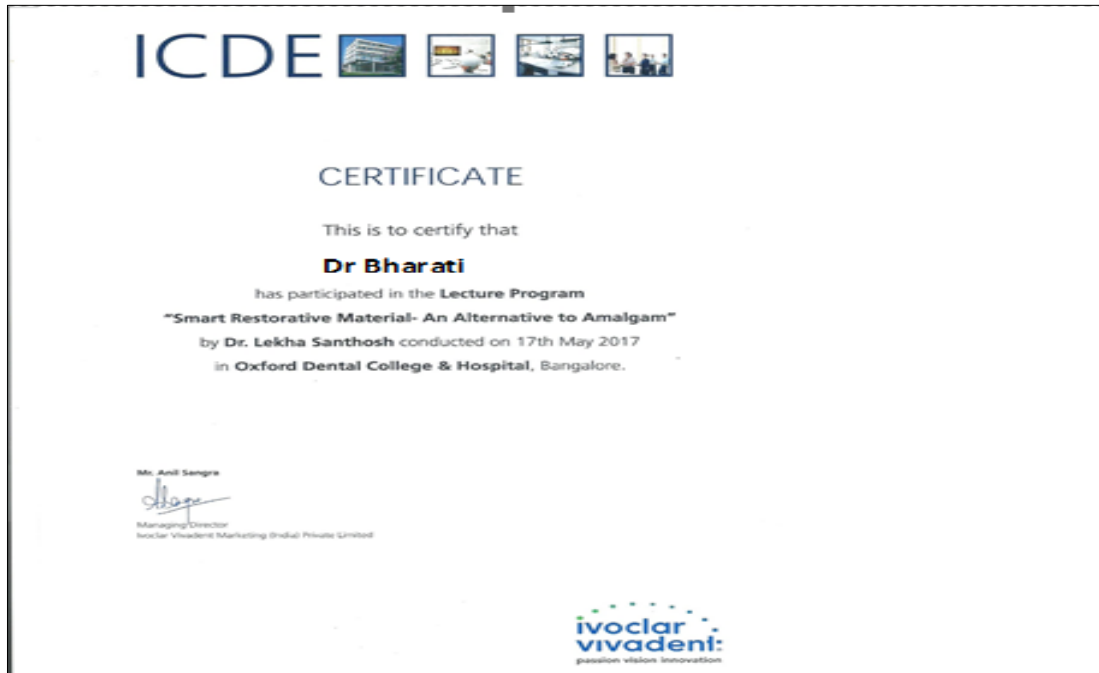 ICDE
CERTIFICATE
This is to certify that
Dr Bharati
has participated in the Lecture Program
"Smart Restorative Material- An Alternative to Amalgam"
by Dr. Lekha Santhosh conducted on 17th May 2017
in Oxford Dental College & Hospital, Bangalore.
Mr. Anil Sangra
Managing Director
Ivoclar Vivadent Marketing (India) Private Limited
ivoclar
vivadent:
passion vision innovation